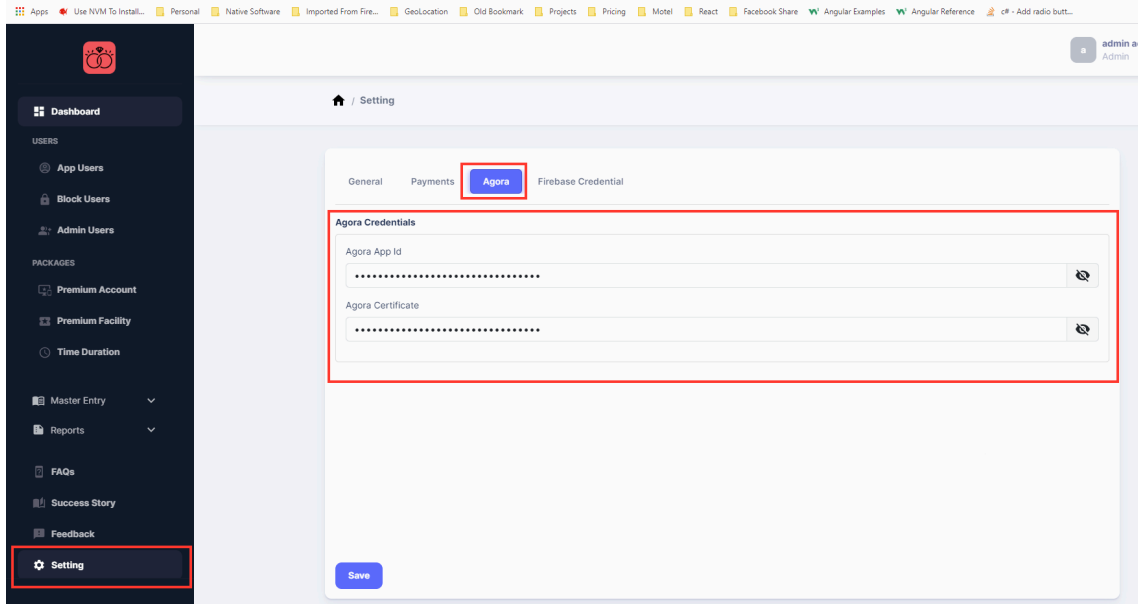 Apps Use NVM To Install... Personal Native Software Imported From Fire... GeoLocation Old Bookmark Projects Pricing Motel React Facebook Share Angular Examples Angular Reference c# - Add radio butt...
a admin a
Admin
Dashboard
/ Setting
USERS
App Users
Block Users
Admin Users
PACKAGES
Premium Account
Premium Facility
Time Duration
Master Entry
Reports
FAQs
Success Story
Feedback
Setting
General Payments Agora Firebase Credential
Agora Credentials
Agora App Id
••••••••••••••••••••••••••••••••
Agora Certificate
••••••••••••••••••••••••••••••••
Save